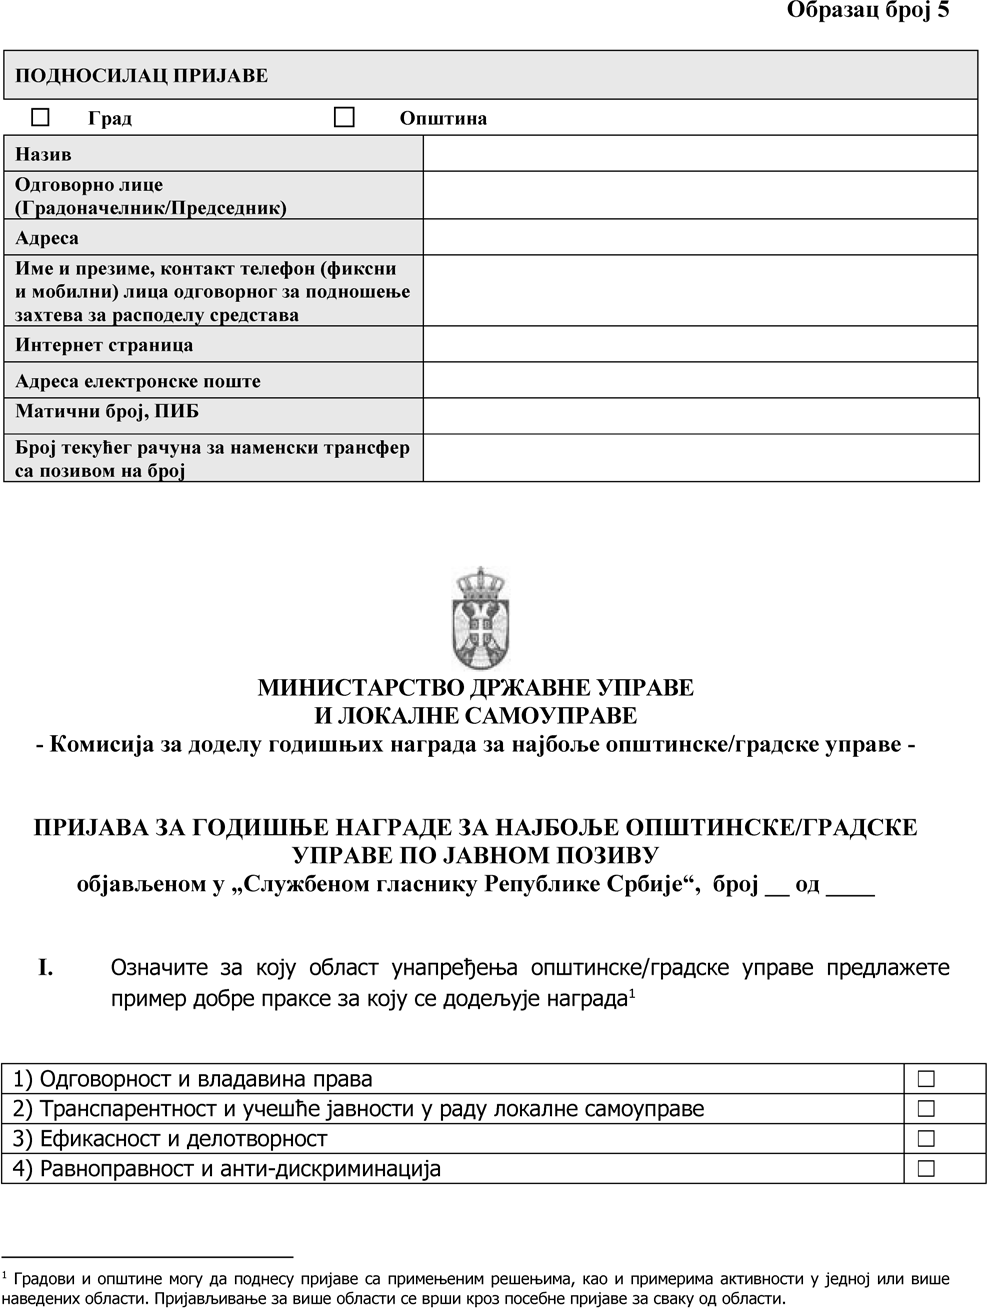 Образац број 5
ПОДНОСИЛАЦ ПРИЈАВЕ
Град Општина
Назив
Одговорно лице
(Градоначелник/Председник)
Адреса
Име и презиме, контакт телефон (фиксни
и мобилни) лица одговорног за подношење
захтева за расподелу средстава
Интернет страница
Адреса електронске поште
Матични број, ПИБ
Број текућег рачуна за наменски трансфер
са позивом на број
МИНИСТАРСТВО ДРЖАВНЕ УПРАВЕ
И ЛОКАЛНЕ САМОУПРАВЕ
- Комисија за доделу годишњих награда за најбоље општинске/градске управе -
ПРИЈАВА ЗА ГОДИШЊЕ НАГРАДЕ ЗА НАЈБОЉЕ ОПШТИНСКЕ/ГРАДСКЕ
УПРАВЕ ПО ЈАВНОМ ПОЗИВУ
објављеном у „Службеном гласнику Републике Србије“, број __ од ____
I. Означите за коју област унапређења општинске/градске управе предлажете
пример добре праксе за коју се додељује награда¹
1) Одговорност и владавина права
2) Транспарентност и учешће јавности у раду локалне самоуправе
3) Ефикасност и делотворност
4) Равноправност и анти-дискриминација
¹ Градови и општине могу да поднесу пријаве са примењеним решењима, као и примерима активности у једној или више
наведених области. Пријављивање за више области се врши кроз посебне пријаве за сваку од области.